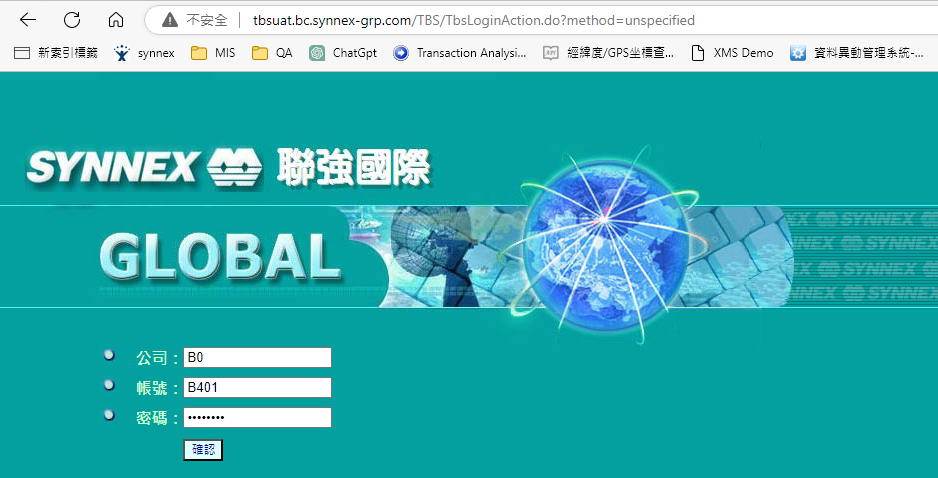 不安全 tbsuat.bc.synnex-grp.com/TBS/TbsLoginAction.do?method=unspecified
新索引標籤 synnex MIS QA ChatGpt Transaction Analysi... 經緯度/GPS坐標查... XMS Demo 資料異動管理系統-...
SYNNEX 聯強國際
GLOBAL
SYNNEX SYNNEX
SYNNEX
SYNNEX SYNNEX
SYNNEX
公司：B0
帳號：B401
密碼：••••••••
確認